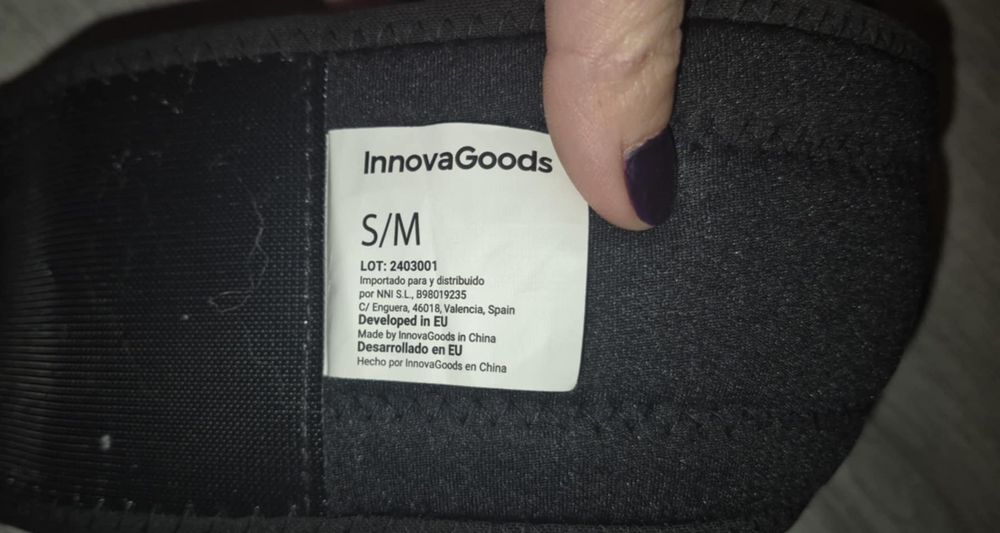 InnovaGoods
S/M
LOT: 2403001
Importado para y distribuido
por NNI S.L., B98019235
C/ Enguera, 46018, Valencia, Spain
Developed in EU
Made by InnovaGoods in China
Desarrollado en EU
Hecho por InnovaGoods en China